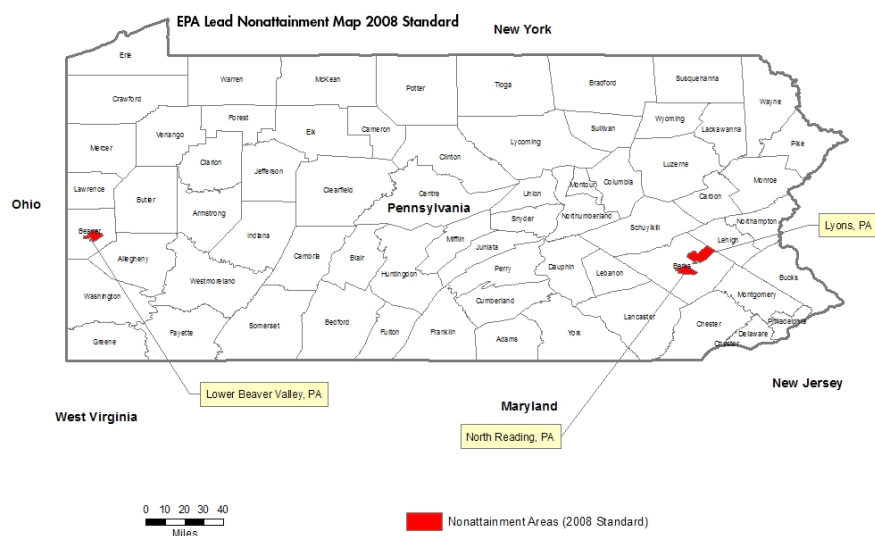 EPA Lead Nonattainment Map 2008 Standard
New York
Erie
Warren
McKean
Potter
Tioga
Bradford
Susquehanna
Crawford
Wayne
Forest
Wyoming
Elk
Cameron
Sullivan
Lackawanna
Venango
Mercer
Lycoming
Pike
Clarion
Clinton
Luzerne
Jefferson
Lawrence
Clearfield
Centre
Union
Montour
Columbia
Monroe
Carbon
Ohio
Butler
Pennsylvania
Armstrong
Snyder
Northumberland
Northampton
Schuylkill
Lyons, PA
Beaver
Indiana
Mifflin
Lehigh
Juniata
Allegheny
Cambria
Blair
Perry
Dauphin
Lebanon
Berks
Bucks
Huntingdon
Westmoreland
Washington
Montgomery
Cumberland
Lancaster
Somerset
Bedford
Fulton
Franklin
York
Chester
Philadelphia
Fayette
Greene
Adams
Delaware
Chester
New Jersey
Lower Beaver Valley, PA
West Virginia
Maryland
North Reading, PA
0 10 20 30 40
Miles
Nonattainment Areas (2008 Standard)